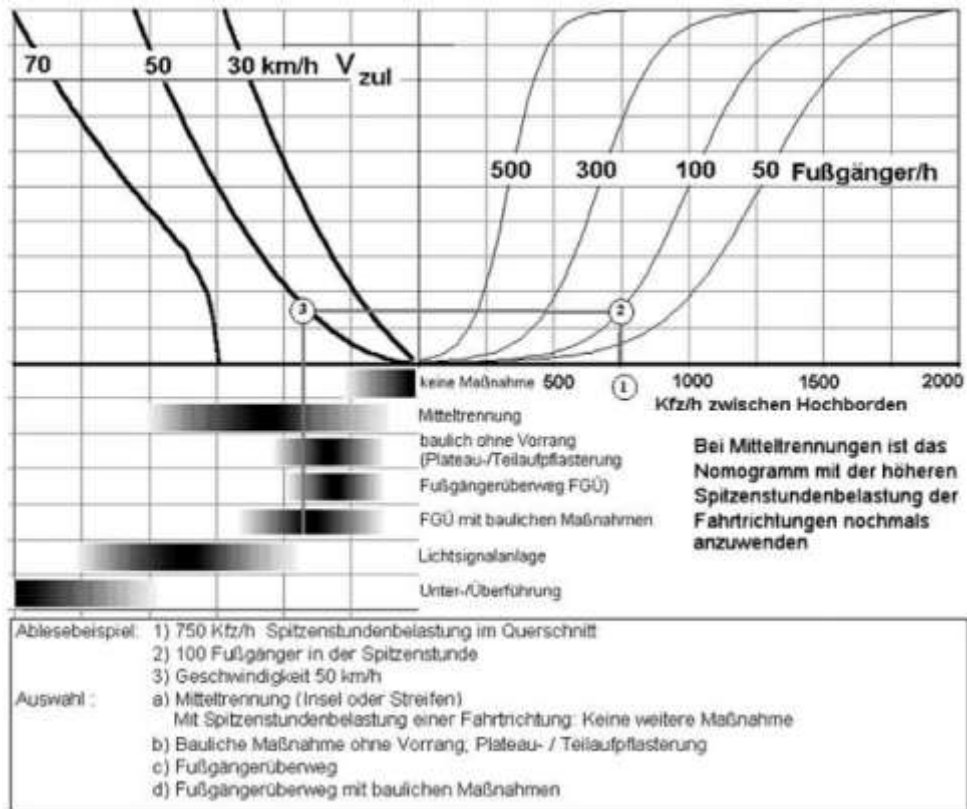 70 50 30 km/h V zul
500 300 100 50 Fußgänger/h
3 2
keine Maßnahme 500 1 1000 1500 2000
Kfz/h zwischen Hochborden
Mitteltrennung
baulich ohne Vorrang
(Plateau-/Teilaufpflasterung
Fußgängerüberweg FGÜ)
FGÜ mit baulichen Maßnahmen
Lichtsignalanlage
Unter-/Überführung
Bei Mitteltrennungen ist das
Nomogramm mit der höheren
Spitzenstundenbelastung der
Fahrtrichtungen nochmals
anzuwenden
Ablesebeispiel: 1) 750 Kfz/h Spitzenstundenbelastung im Querschnitt
2) 100 Fußgänger in der Spitzenstunde
3) Geschwindigkeit 50 km/h
Auswahl : a) Mitteltrennung (Insel oder Streifen)
Mit Spitzenstundenbelastung einer Fahrtrichtung: Keine weitere Maßnahme
b) Bauliche Maßnahme ohne Vorrang; Plateau- / Teilaufpflasterung
c) Fußgängerüberweg
d) Fußgängerüberweg mit baulichen Maßnahmen